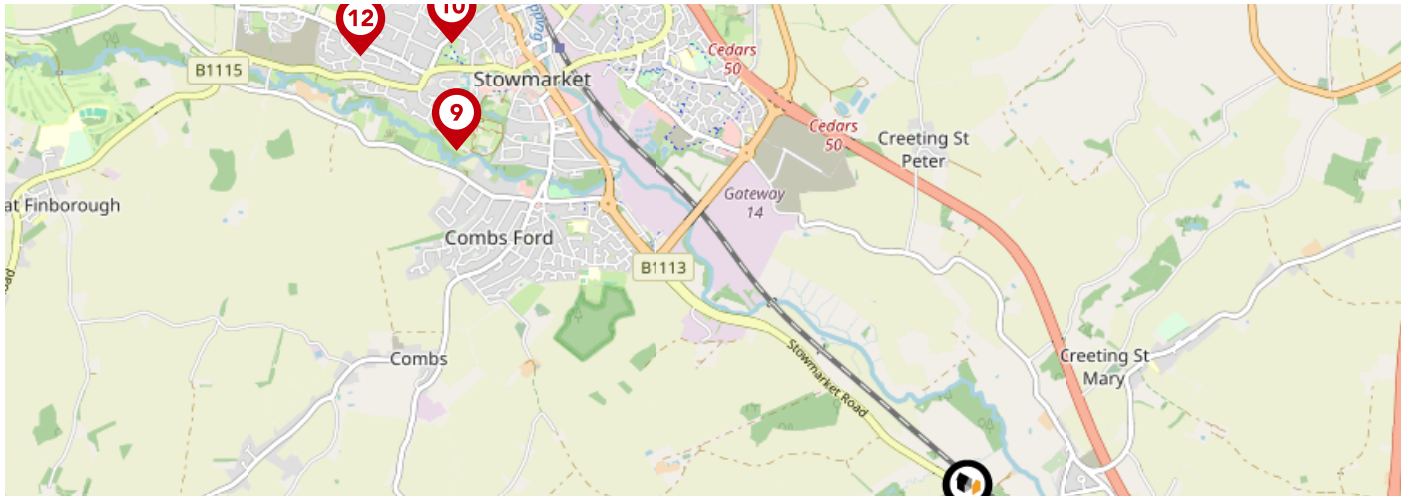 12
10
Cedars
50
B1115
Stowmarket
9
Cedars
50
Creeting St
Peter
Gateway
14
at Finborough
Combs Ford
B1113
Stowmarket Road
Combs
Creeting St
Mary